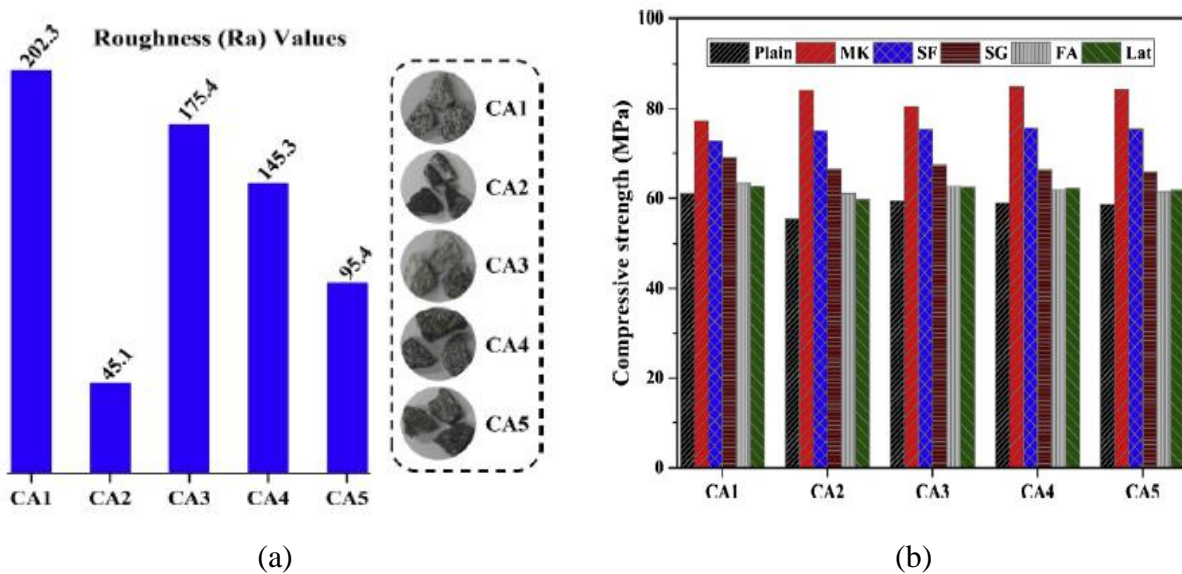 Roughness (Ra) Values
202.3
45.1
175.4
145.3
95.4
CA1 CA2 CA3 CA4 CA5
CA1
CA2
CA3
CA4
CA5
(a)
Compressive strength (MPa)
100
80
60
40
20
0
Plain MK SF SG FA Lat
CA1 CA2 CA3 CA4 CA5
(b)